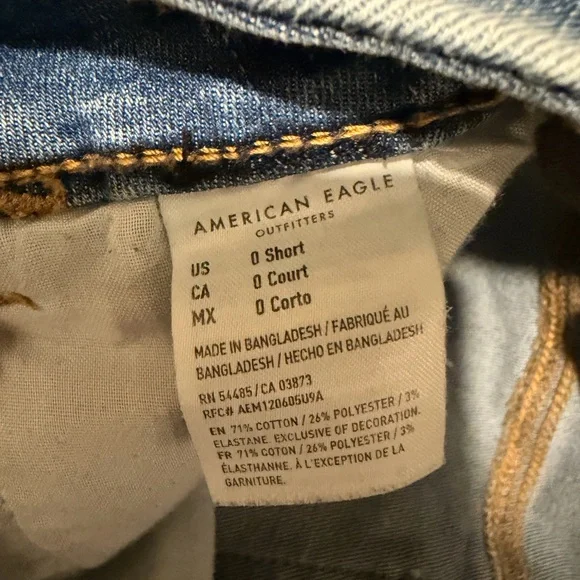 AMERICAN EAGLE
OUTFITTERS
US 0 Short
CA 0 Court
MX 0 Corto
MADE IN BANGLADESH / FABRIQUÉ AU
BANGLADESH / HECHO EN BANGLADESH
RN 54485 / CA 03873
RFC# AEM120605U9A
EN 71% COTTON / 26% POLYESTER / 3%
ELASTANE. EXCLUSIVE OF DECORATION.
FR 71% COTON / 26% POLYESTER / 3%
ÉLASTHANNE. À L'EXCEPTION DE LA
GARNITURE.